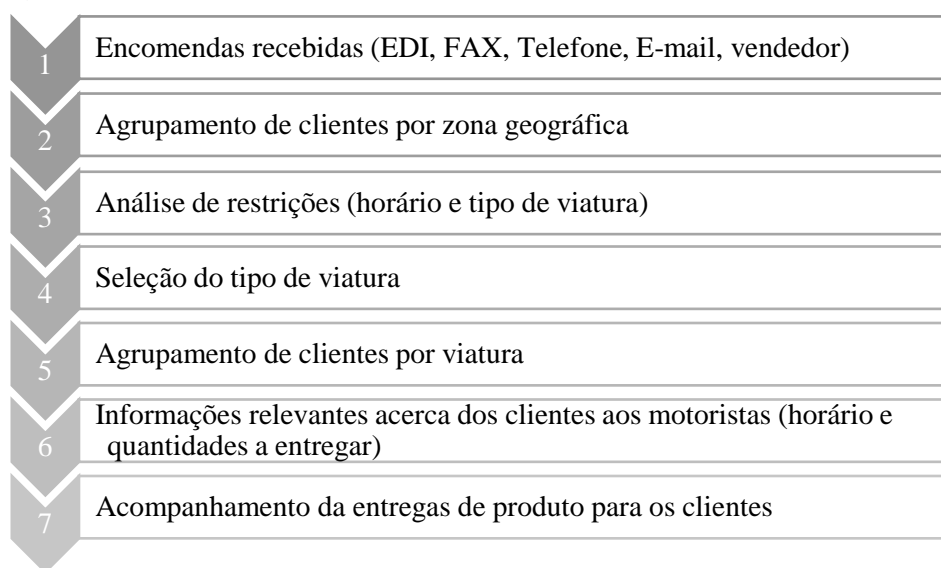 1
Encomendas recebidas (EDI, FAX, Telefone, E-mail, vendedor)
2
Agrupamento de clientes por zona geográfica
3
Análise de restrições (horário e tipo de viatura)
4
Seleção do tipo de viatura
5
Agrupamento de clientes por viatura
6
Informações relevantes acerca dos clientes aos motoristas (horário e
quantidades a entregar)
7
Acompanhamento da entregas de produto para os clientes